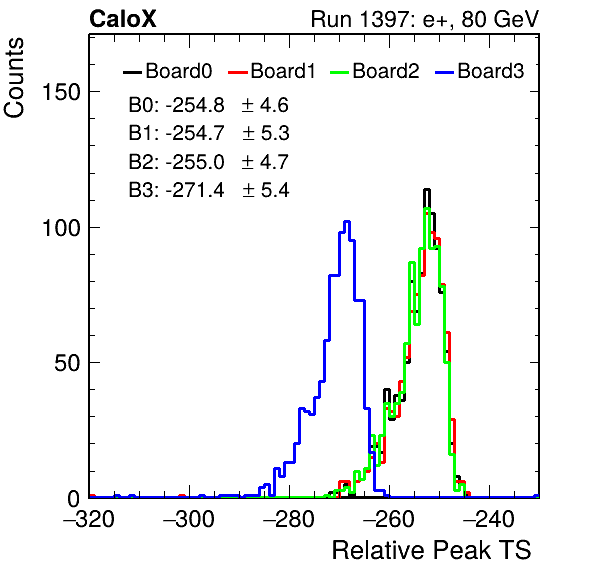 CaloX Run 1397: e+, 80 GeV
Counts
Board0 Board1 Board2 Board3
B0: -254.8 ± 4.6
B1: -254.7 ± 5.3
B2: -255.0 ± 4.7
B3: -271.4 ± 5.4
150
100
50
0
−320 −300 −280 −260 −240
Relative Peak TS